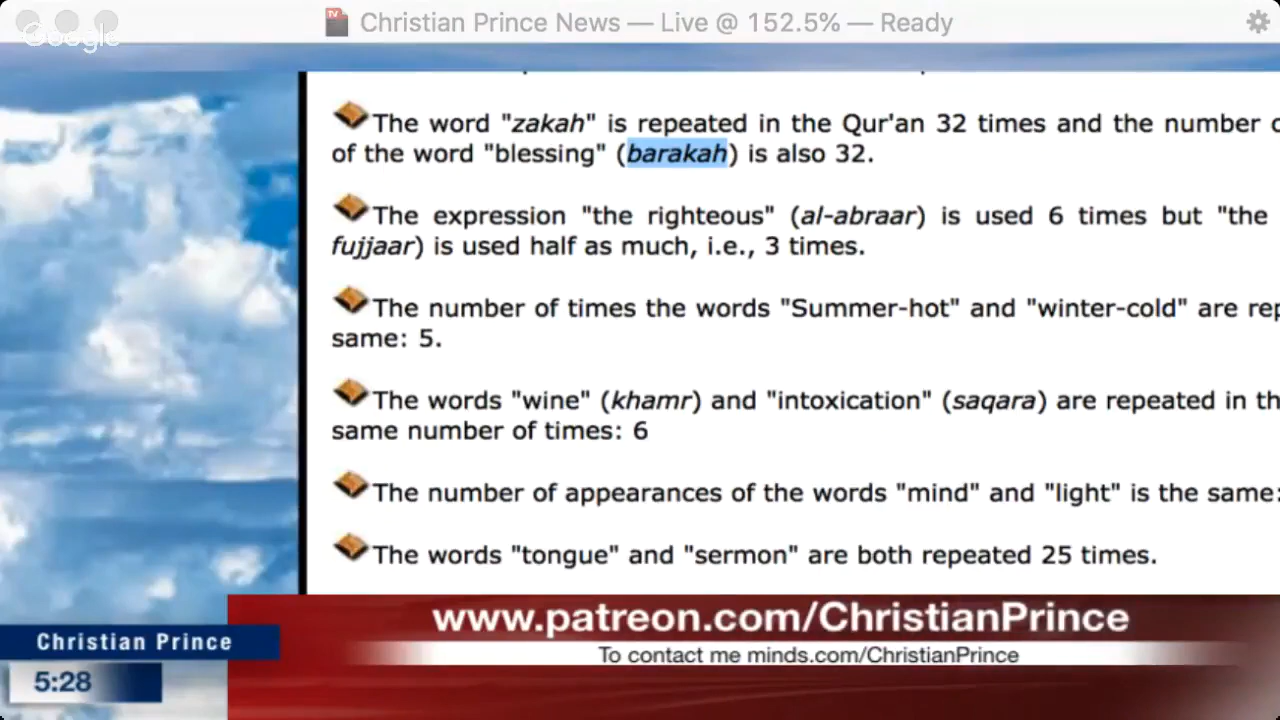 Christian Prince News — Live @ 152.5% — Ready
Google
The word "zakah" is repeated in the Qur'an 32 times and the number
of the word "blessing" (barakah) is also 32.
The expression "the righteous" (al-abraar) is used 6 times but "the
fujjaar) is used half as much, i.e., 3 times.
The number of times the words "Summer-hot" and "winter-cold" are rep
same: 5.
The words "wine" (khamr) and "intoxication" (saqara) are repeated in th
same number of times: 6
The number of appearances of the words "mind" and "light" is the same:
The words "tongue" and "sermon" are both repeated 25 times.
www.patreon.com/ChristianPrince
Christian Prince
To contact me minds.com/ChristianPrince
5:28